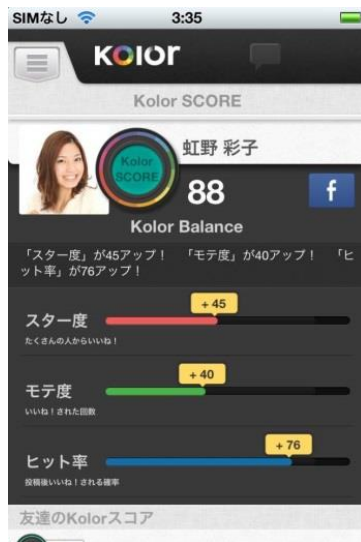 SIMなし 3:35
KOlOr
Kolor SCORE
Kolor
SCORE
虹野 彩子
88
f
Kolor Balance
「スター度」が45アップ! 「モテ度」が40アップ! 「ヒ
ット率」が76アップ!
+ 45
スター度
たくさんの人からいいね!
+ 40
モテ度
いいね!された回数
+ 76
ヒット率
投稿後いいね!される確率
友達のKolorスコア